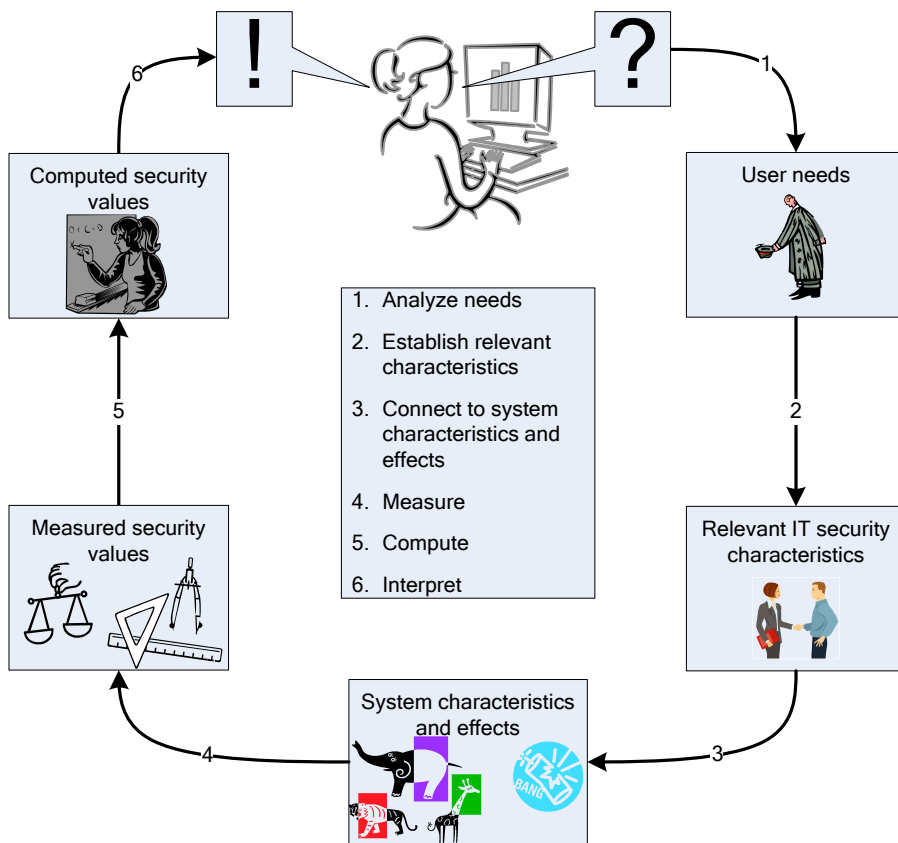 !
?
6
1
Computed security
values
User needs
1. Analyze needs
2. Establish relevant
characteristics
3. Connect to system
characteristics and
effects
4. Measure
5. Compute
6. Interpret
5
2
Measured security
values
Relevant IT security
characteristics
System characteristics
and effects
BANG
4
3